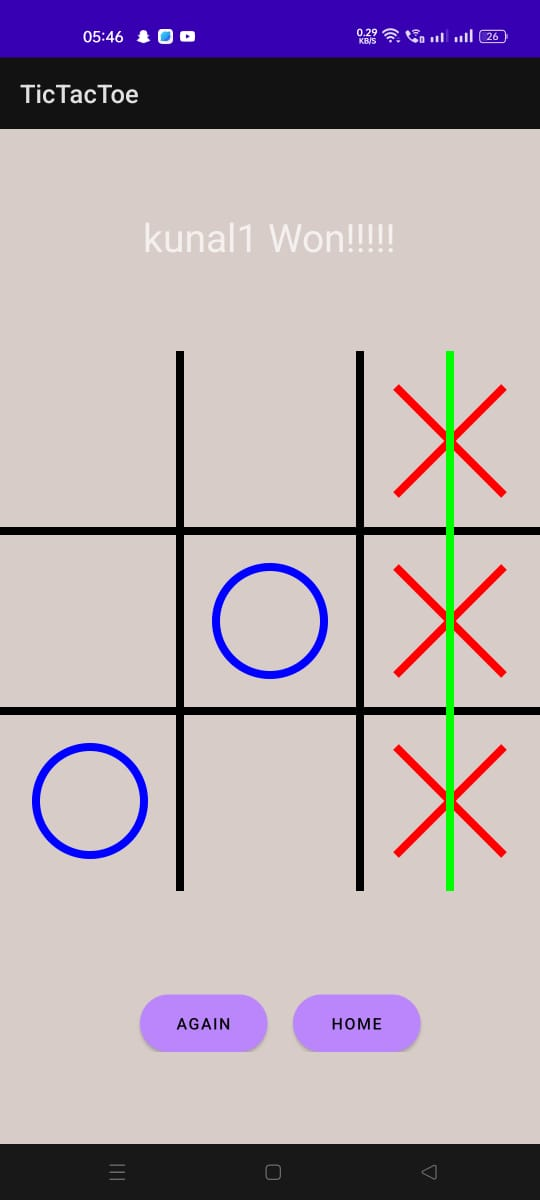 05:46 0.29 KB/S 26
TicTacToe
kunal1 Won!!!!!
AGAIN HOME